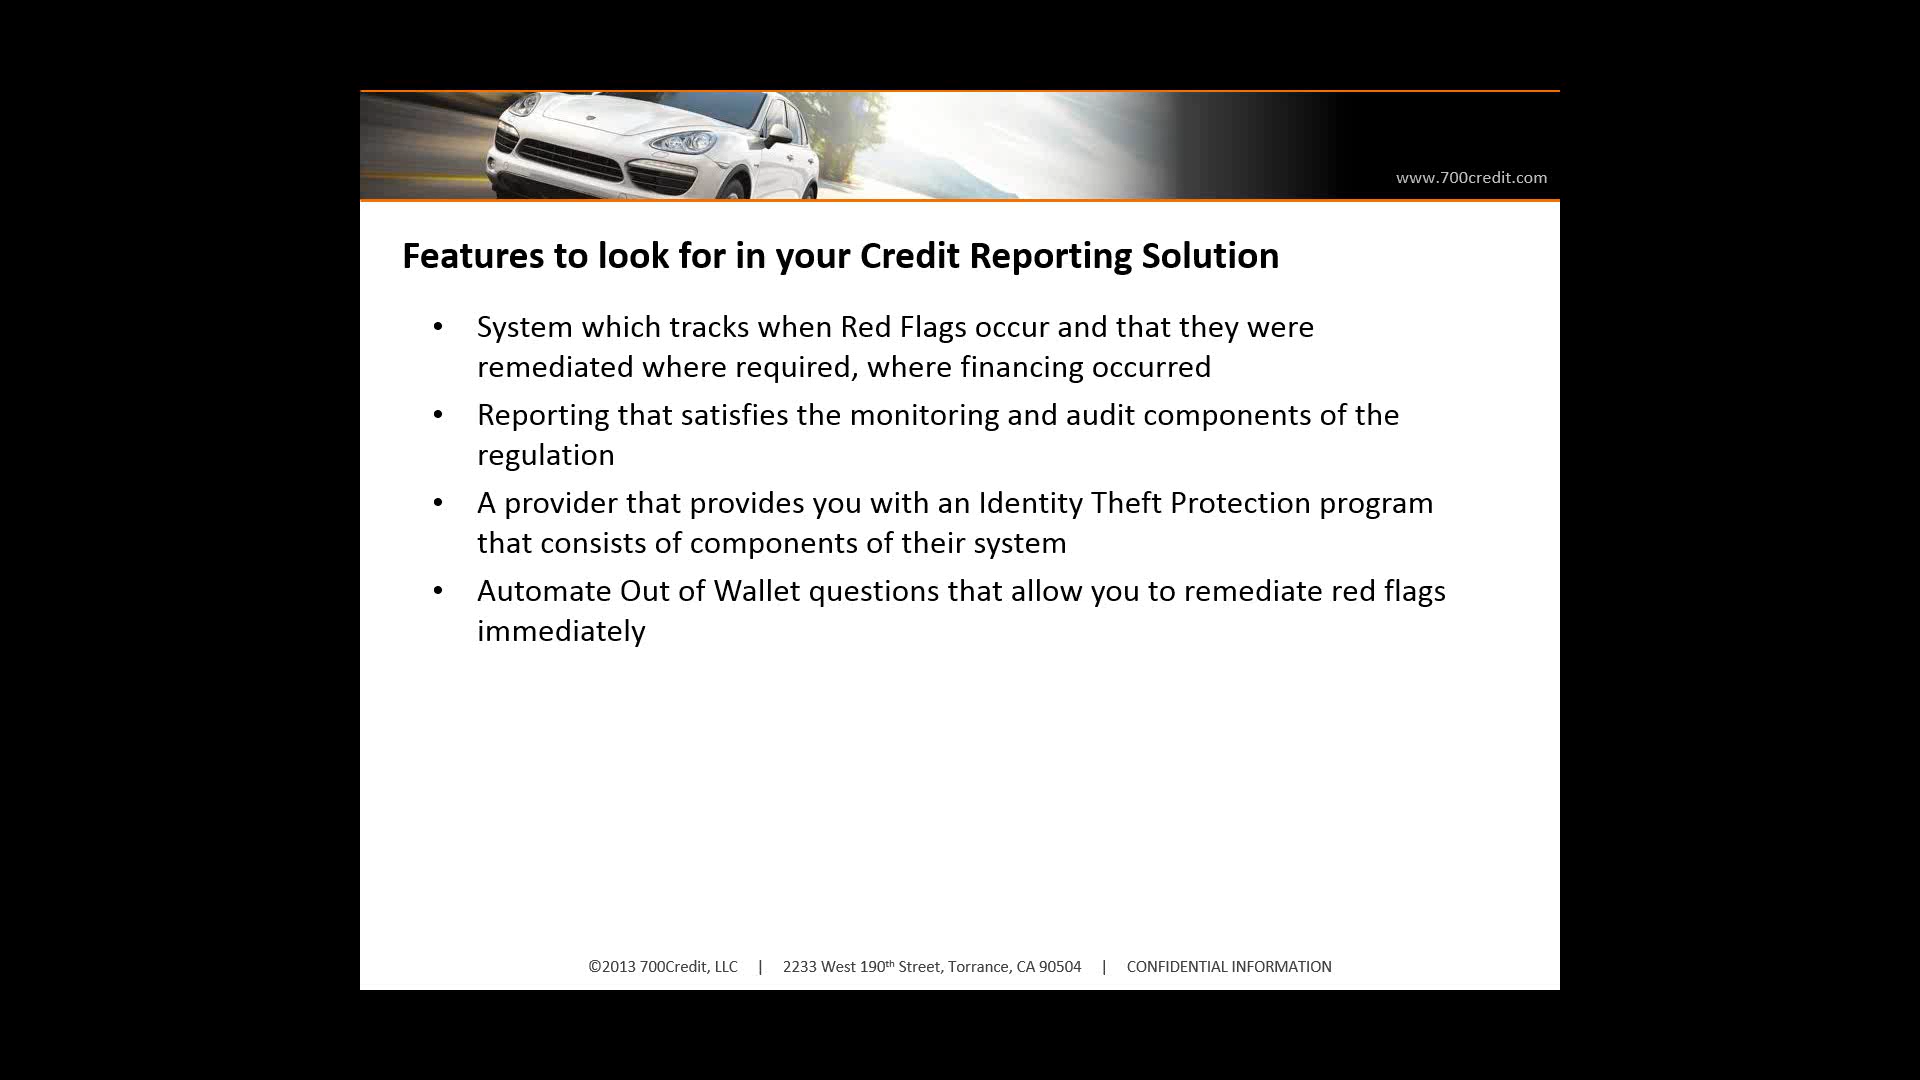 www.700credit.com
Features to look for in your Credit Reporting Solution
• System which tracks when Red Flags occur and that they were
remediated where required, where financing occurred
• Reporting that satisfies the monitoring and audit components of the
regulation
• A provider that provides you with an Identity Theft Protection program
that consists of components of their system
• Automate Out of Wallet questions that allow you to remediate red flags
immediately
©2013 700Credit, LLC | 2233 West 190th Street, Torrance, CA 90504 | CONFIDENTIAL INFORMATION